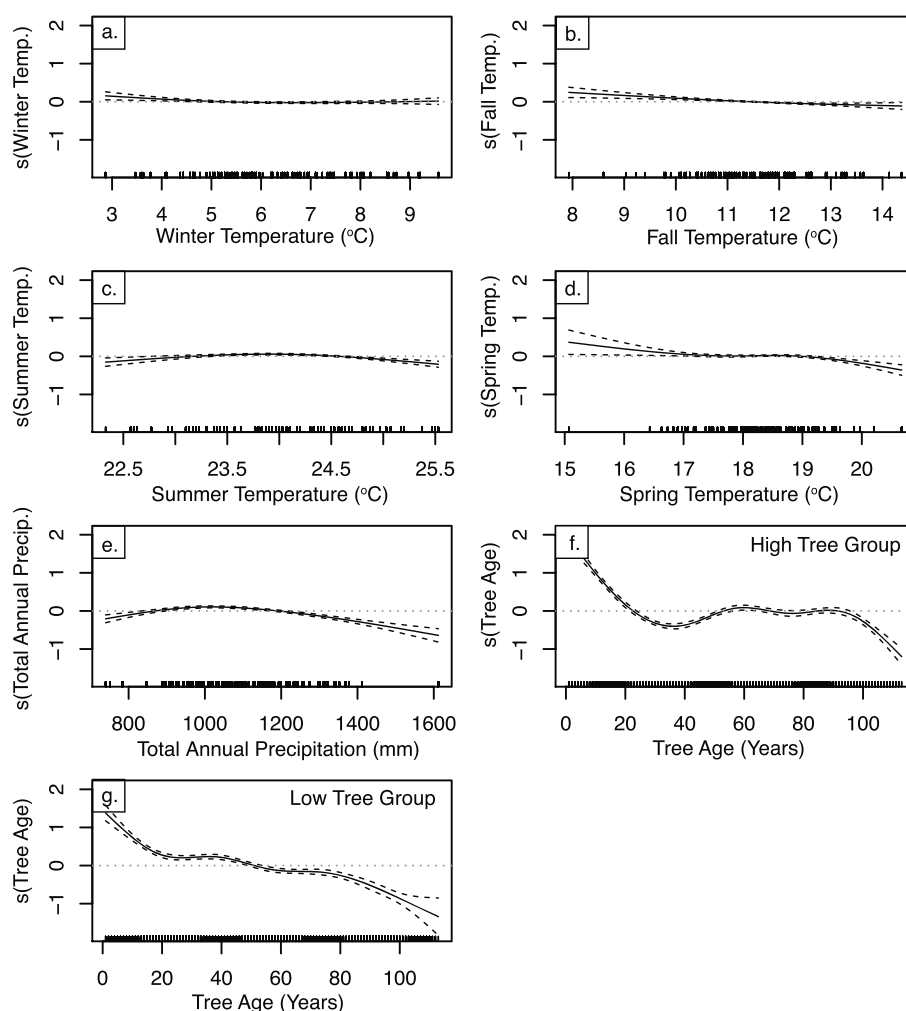 a.
s(Winter Temp.)
2
1
0
−1
3 4 5 6 7 8 9
Winter Temperature (oC)
b.
s(Fall Temp.)
2
1
0
−1
8 9 10 11 12 13 14
Fall Temperature (oC)
c.
s(Summer Temp.)
2
1
0
−1
22.5 23.5 24.5 25.5
Summer Temperature (oC)
d.
s(Spring Temp.)
2
1
0
−1
15 16 17 18 19 20
Spring Temperature (oC)
e.
s(Total Annual Precip.)
2
1
0
−1
800 1000 1200 1400 1600
Total Annual Precipitation (mm)
f.
High Tree Group
s(Tree Age)
2
1
0
−1
0 20 40 60 80 100
Tree Age (Years)
g.
Low Tree Group
s(Tree Age)
2
1
0
−1
0 20 40 60 80 100
Tree Age (Years)